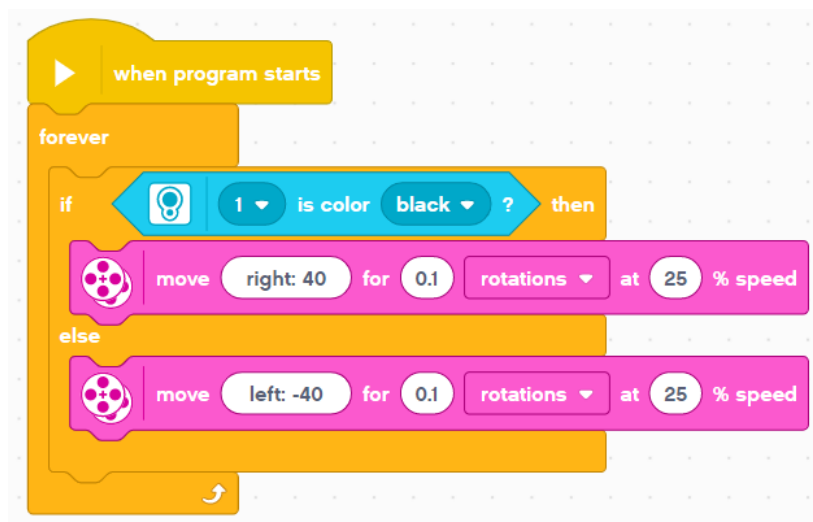 when program starts
forever
if 1 is color black ? then
move right: 40 for 0.1 rotations at 25 % speed
else
move left: -40 for 0.1 rotations at 25 % speed